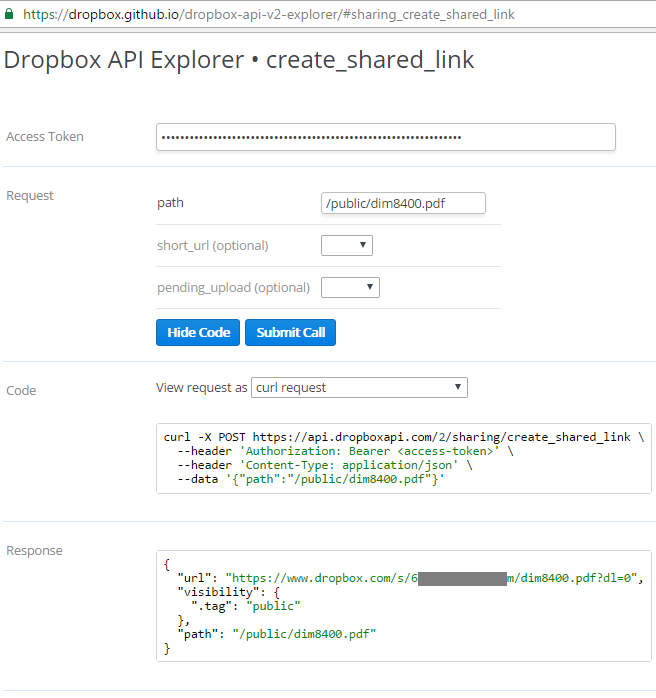 https://dropbox.github.io/dropbox-api-v2-explorer/#sharing_create_shared_link
Dropbox API Explorer • create_shared_link
Access Token
Request
path /public/dim8400.pdf
short_url (optional)
pending_upload (optional)
Hide Code Submit Call
Code
View request as curl request
curl -X POST https://api.dropboxapi.com/2/sharing/create_shared_link \
--header 'Authorization: Bearer <access-token>' \
--header 'Content-Type: application/json' \
--data '{"path":"/public/dim8400.pdf"}'
Response
{
"url": "https://www.dropbox.com/s/6 m/dim8400.pdf?dl=0",
"visibility": {
".tag": "public"
},
"path": "/public/dim8400.pdf"
}